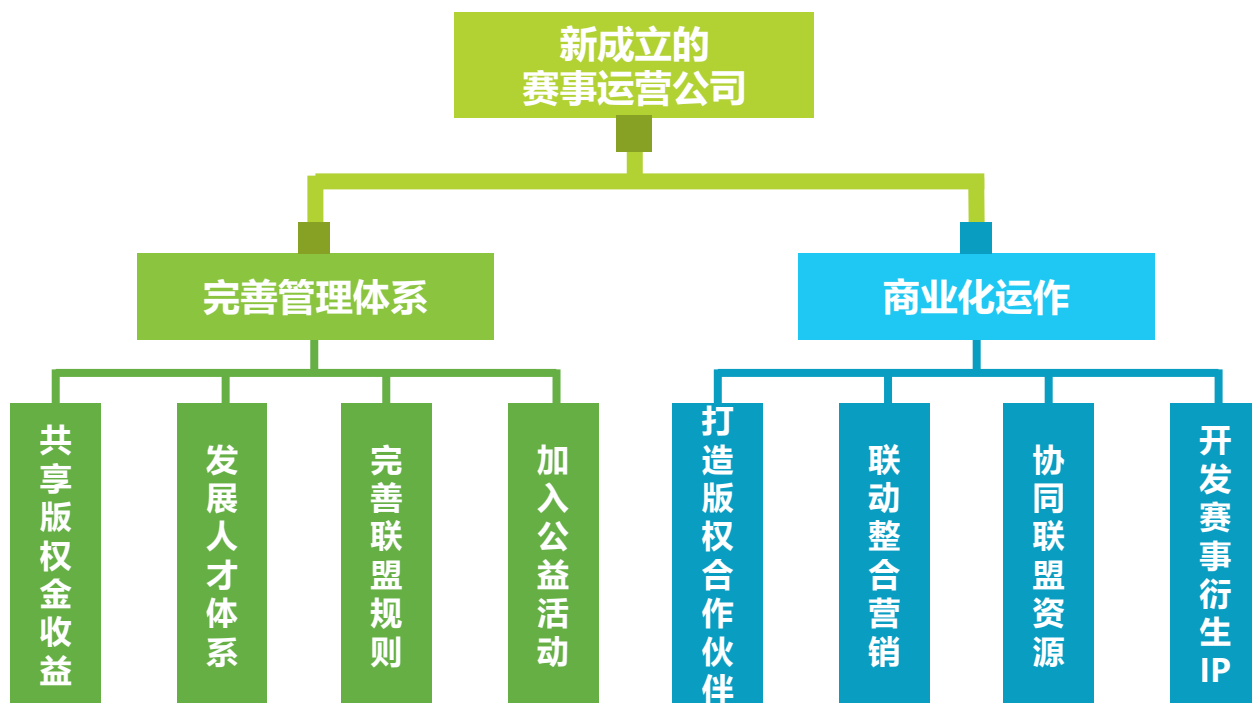 新成立的
赛事运营公司
完善管理体系
商业化运作
共享版权金收益
发展人才体系
完善联盟规则
加入公益活动
打造版权合作伙伴
联动整合营销
协同联盟资源
开发赛事衍生IP